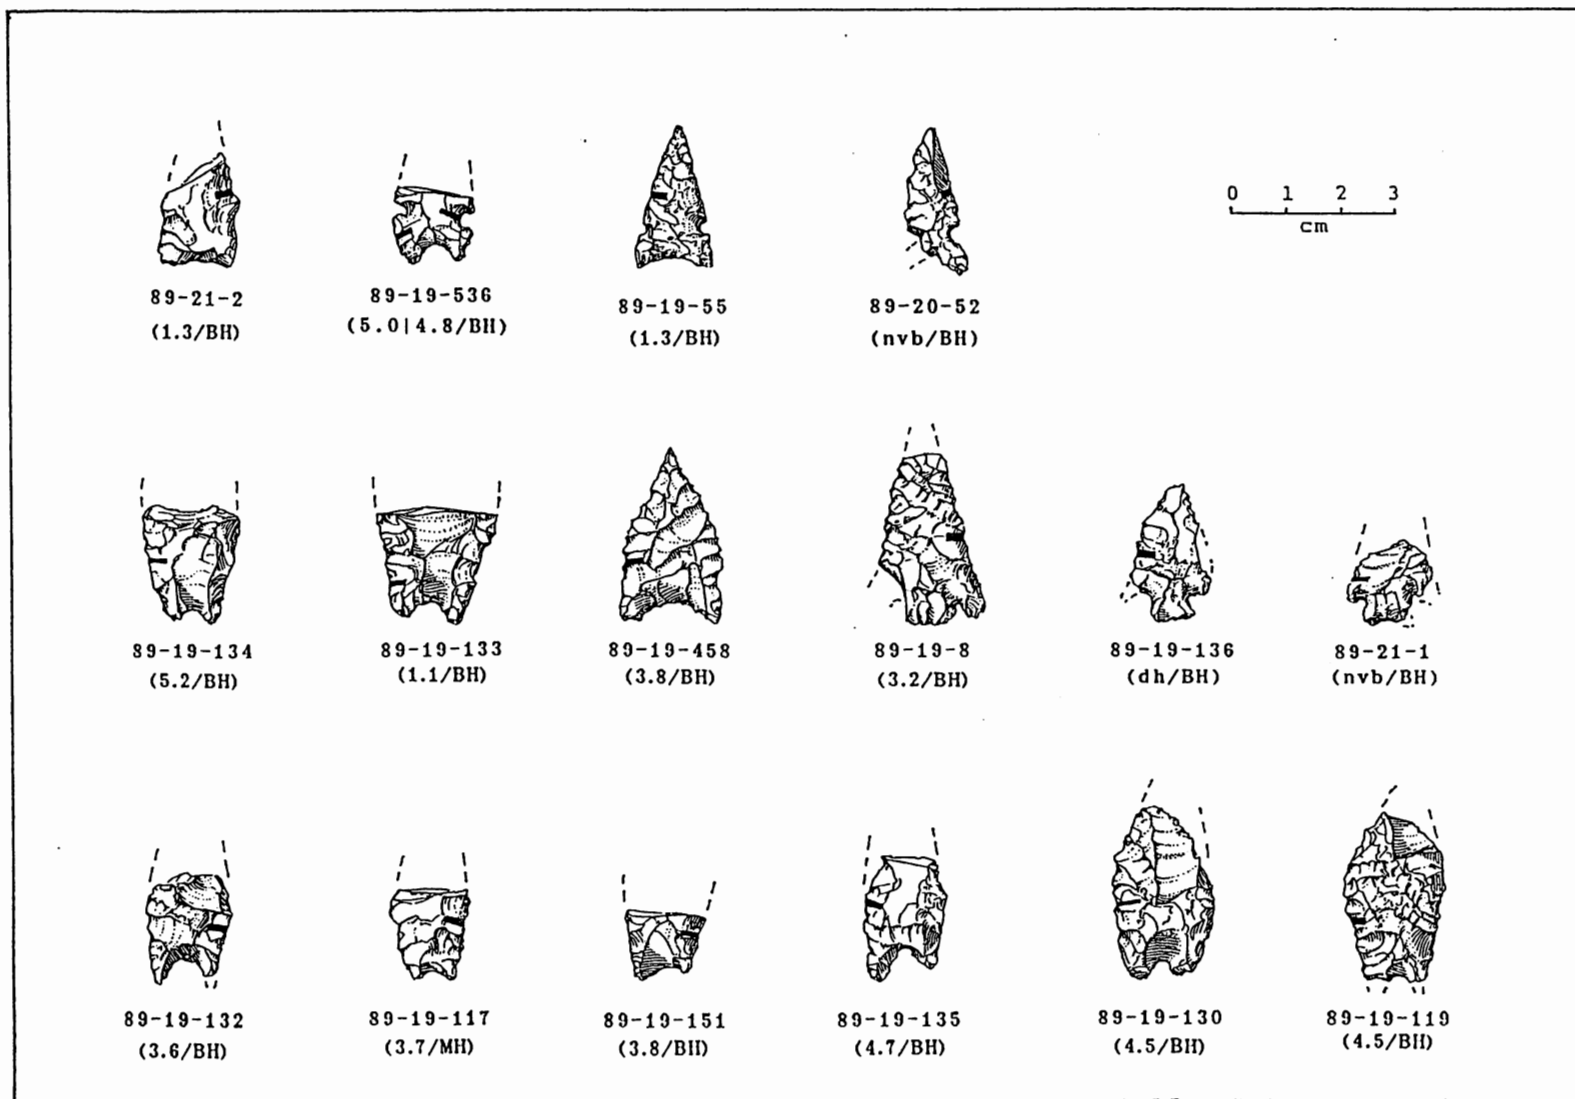 0 1 2 3
cm
89-21-2 89-19-536 89-19-55 89-20-52
(1.3/BH) (5.0|4.8/BH) (1.3/BH) (nvb/BH)
89-19-134 89-19-133 89-19-458 89-19-8 89-19-136 89-21-1
(5.2/BH) (1.1/BH) (3.8/BH) (3.2/BH) (dh/BH) (nvb/BH)
89-19-132 89-19-117 89-19-151 89-19-135 89-19-130 89-19-119
(3.6/BH) (3.7/MH) (3.8/BH) (4.7/BH) (4.5/BH) (4.5/BH)